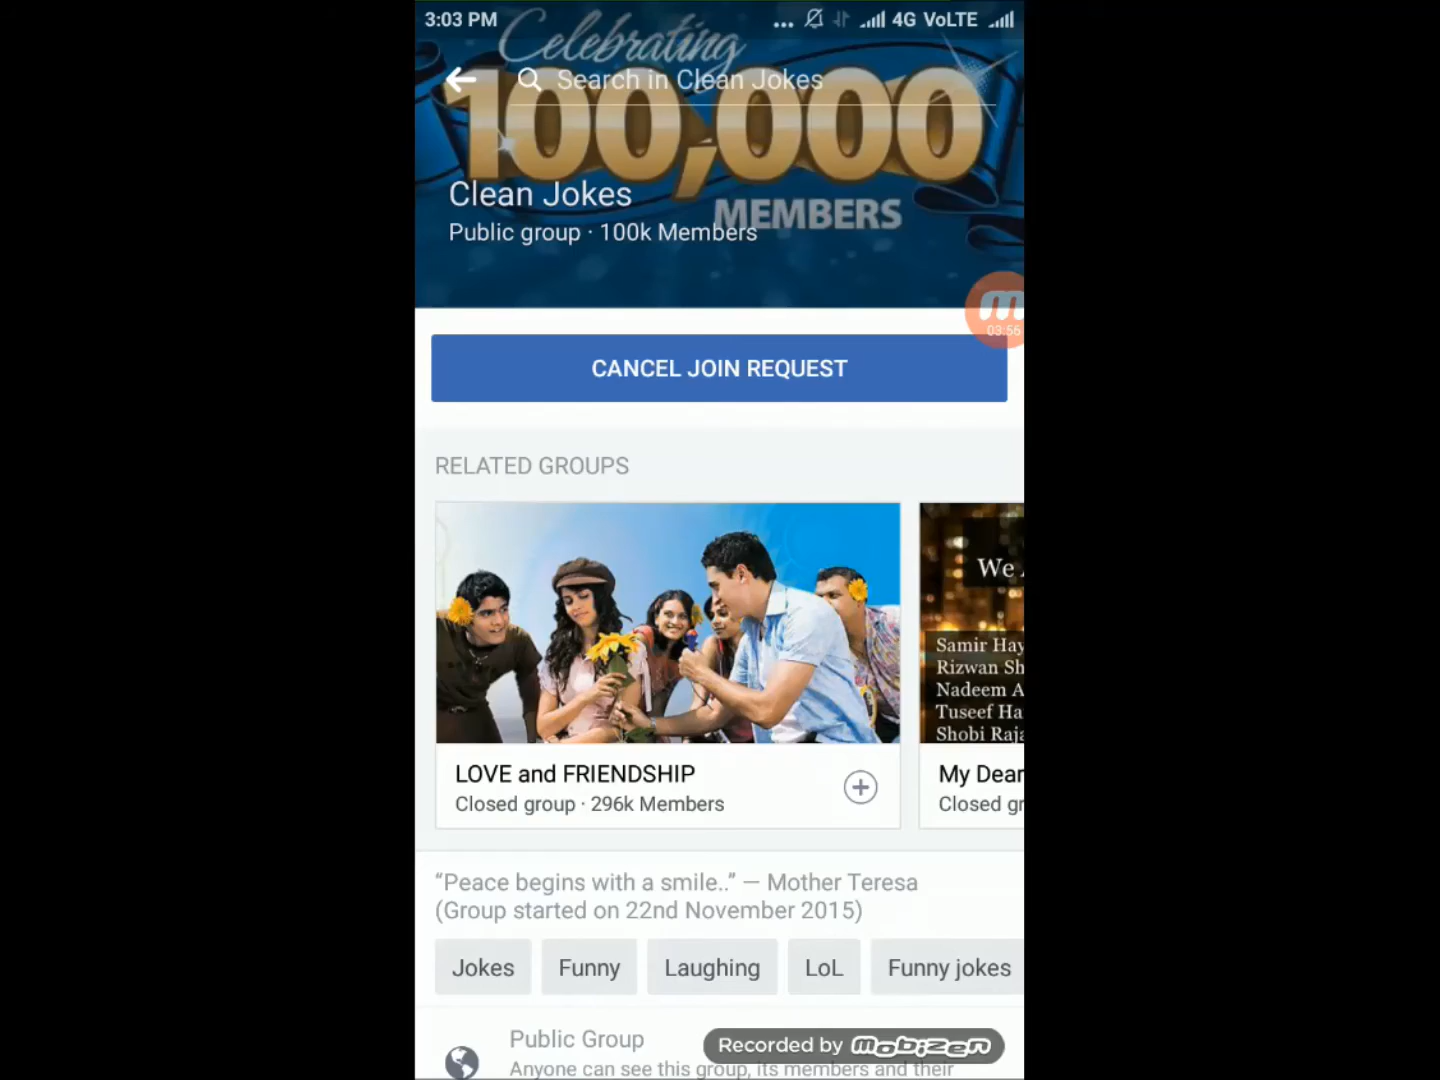 3:03 PM
... 4G VoLTE
Celebrating
Search in Clean Jokes
100,000
Clean Jokes
MEMBERS
Public group · 100k Members
03:56
CANCEL JOIN REQUEST
RELATED GROUPS
We
Samir Hay
Rizwan Sh
Nadeem A
Tuseef Ha
Shobi Raja
LOVE and FRIENDSHIP
Closed group · 296k Members
My Dear
Closed gr
“Peace begins with a smile..” — Mother Teresa
(Group started on 22nd November 2015)
Jokes Funny Laughing LoL Funny jokes
Public Group
Recorded by mobizen
Anyone can see this group, its members and their